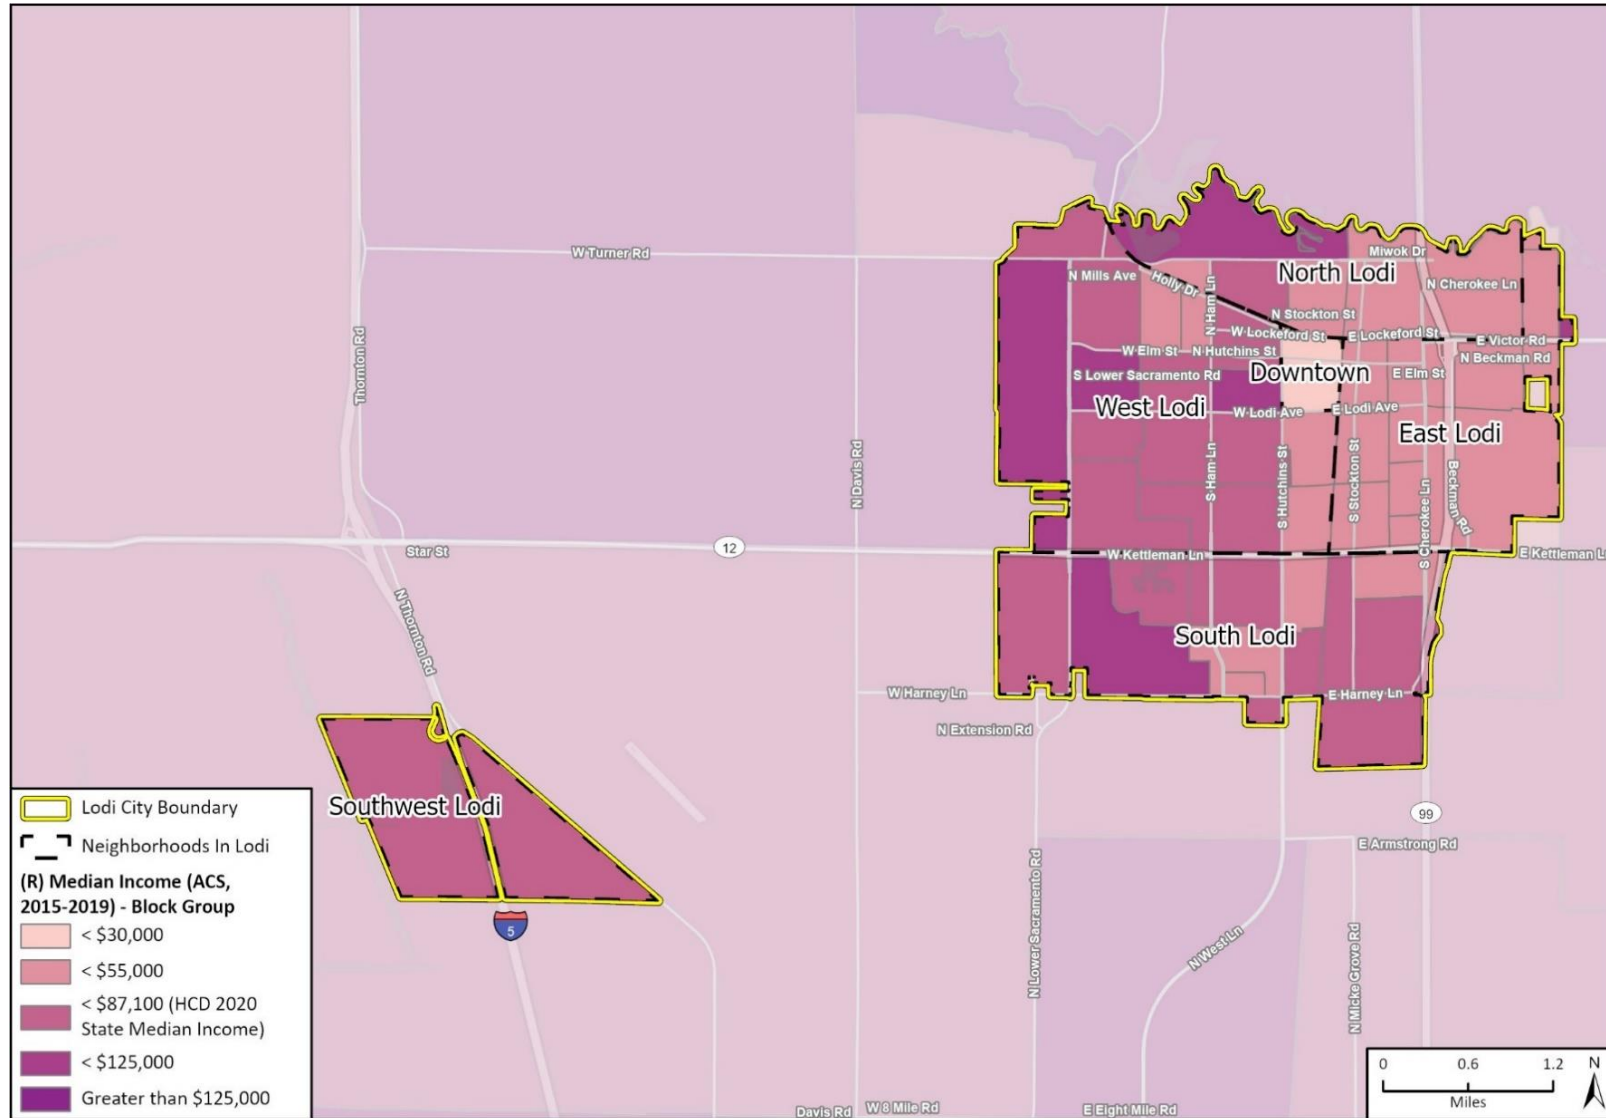 W Turner Rd
Miwok Dr
N Mills Ave
Holly Dr
North Lodi
N Cherokee Ln
N Ham Ln
N Stockton St
W Lockeford St
E Lockeford St
E Victor Rd
W Elm St
N Hutchins St
N Beckman Rd
Thornton Rd
S Lower Sacramento Rd
Downtown
E Elm St
West Lodi
W Lodi Ave
E Lodi Ave
East Lodi
N Davis Rd
S Ham Ln
S Hutchins St
S Stockton St
S Cherokee Ln
Beckman Rd
Star St
12
W Kettleman Ln
E Kettleman Ln
N Thornton Rd
South Lodi
W Harney Ln
E Harney Ln
N Extension Rd
Southwest Lodi
99
E Armstrong Rd
5
N Lower Sacramento Rd
N West Ln
N Micke Grove Rd
Davis Rd
W 8 Mile Rd
E Eight Mile Rd
Lodi City Boundary
Neighborhoods In Lodi
(R) Median Income (ACS,
2015-2019) - Block Group
< $30,000
< $55,000
< $87,100 (HCD 2020
State Median Income)
< $125,000
Greater than $125,000
0 0.6 1.2
Miles
N